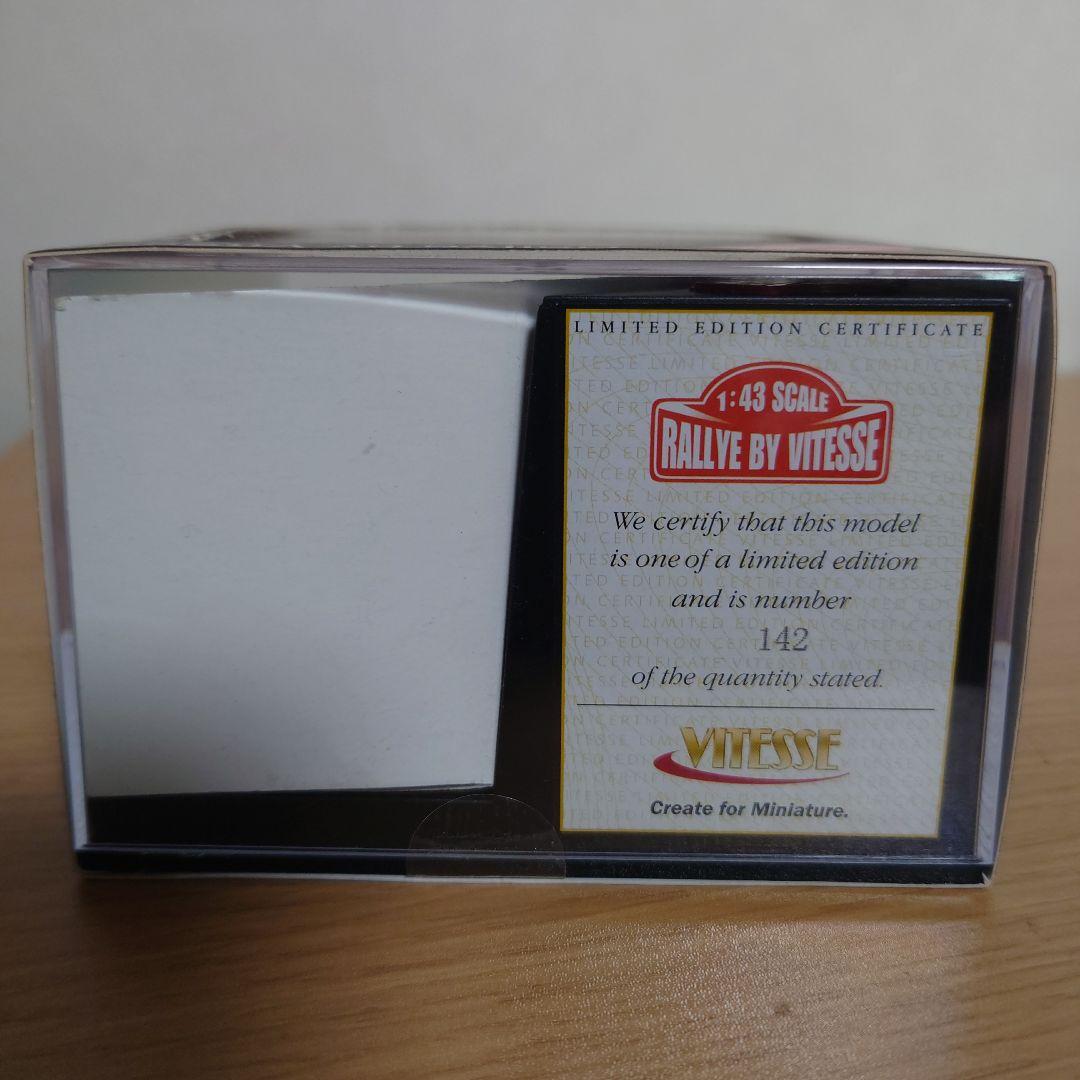 LIMITED EDITION CERTIFICATE
1:43 SCALE
RALLYE BY VITESSE
We certify that this model
is one of a limited edition
and is number
142
of the quantity stated.
VITESSE
Create for Miniature.